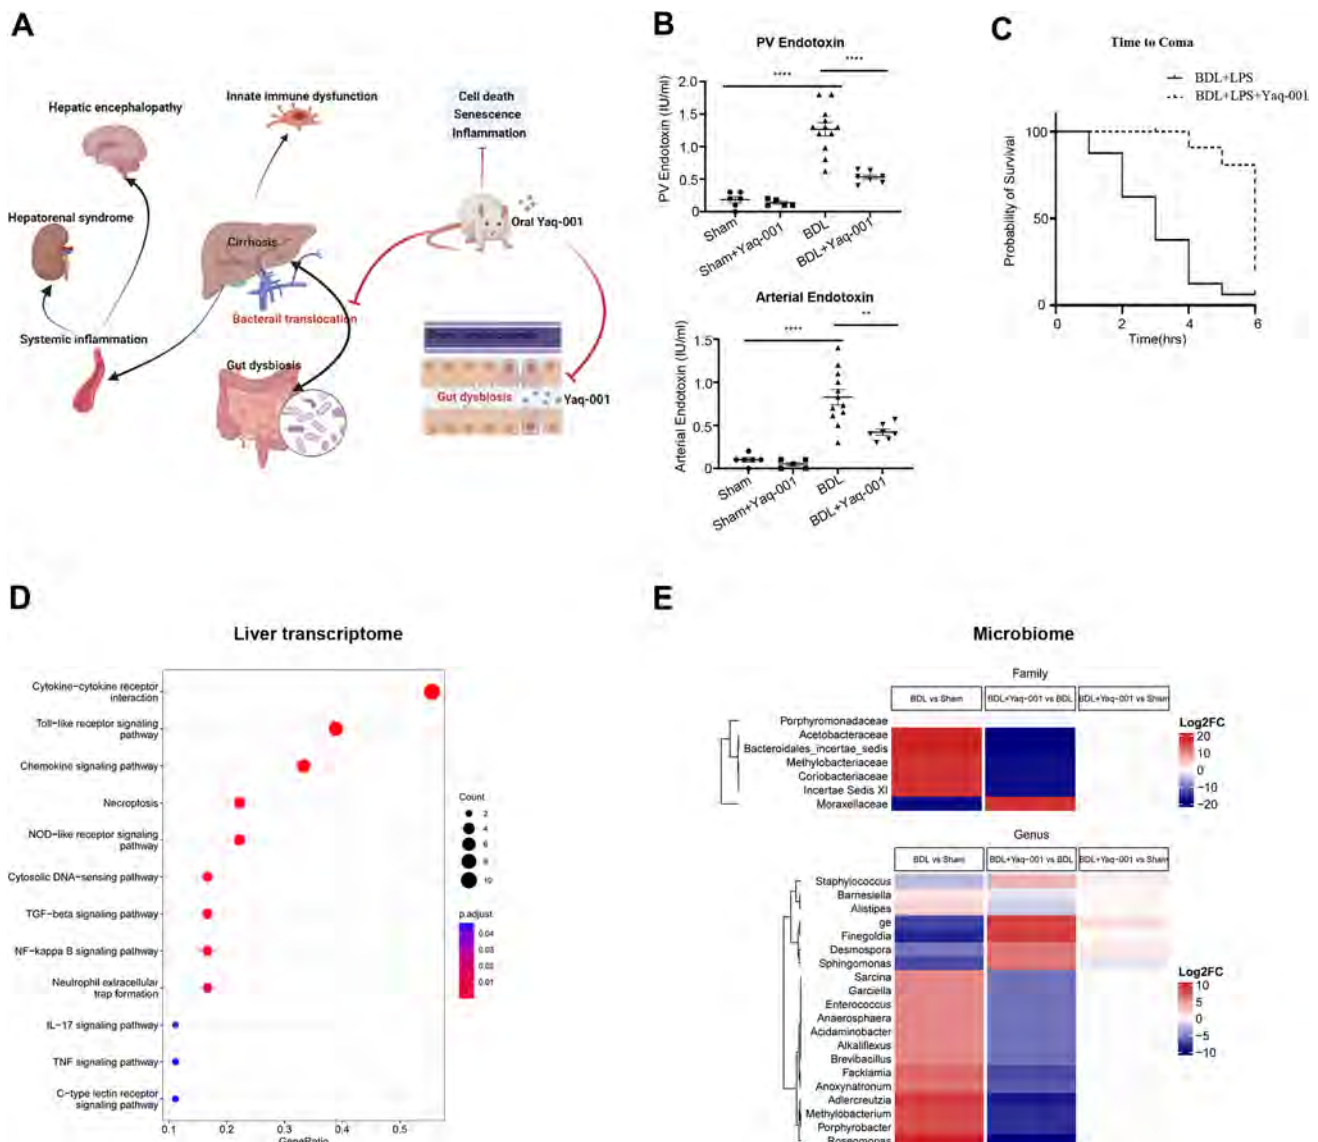 A
Hepatic encephalopathy
Innate immune dysfunction
Cell death
Senescence
Inflammation
Hepatorenal syndrome
Cirrhosis
Oral Yaq-001
Bacterail translocation
Systemic inflammation
Gut dysbiosis
Gut dysbiosis
Yaq-001
B
PV Endotoxin
****
****
PV Endotoxin (IU/ml)
2.0
1.5
1.0
0.5
0
Sham
Sham+Yaq-001
BDL
BDL+Yaq-001
Arterial Endotoxin
**
****
Arterial Endotoxin (IU/ml)
1.5
1.0
0.5
0
Sham
Sham+Yaq-001
BDL
BDL+Yaq-001
C
Time to Coma
BDL+LPS
BDL+LPS+Yaq-001
Probability of Survival
100
50
0
0 2 4 6
Time(hrs)
D
Liver transcriptome
Cytokine-cytokine receptor
interaction
Toll-like receptor signaling
pathway
Chemokine signaling pathway
Necroptosis
NOD-like receptor signaling
pathway
Cytosolic DNA-sensing pathway
TGF-beta signaling pathway
NF-kappa B signaling pathway
Neutrophil extracellular
trap formation
IL-17 signaling pathway
TNF signaling pathway
C-type lectin receptor
signaling pathway
0.1 0.2 0.3 0.4 0.5
GeneRatio
Count
2
4
6
8
10
p.adjust
0.04
0.03
0.02
0.01
E
Microbiome
Family
BDL vs Sham BDL+Yaq-001 vs BDL BDL+Yaq-001 vs Sham
Porphyromonadaceae
Acetobacteraceae
Bacteroidales_incertae_sedis
Methylobacteriaceae
Coriobacteriaceae
Incertae Sedis XI
Moraxellaceae
Log2FC
20
10
0
−10
−20
Genus
BDL vs Sham BDL+Yaq-001 vs BDL BDL+Yaq-001 vs Sham
Staphylococcus
Barnesiella
Alistipes
ge
Finegoldia
Desmospora
Sphingomonas
Sarcina
Garciella
Enterococcus
Anaerosphaera
Acidaminobacter
Alkaliflexus
Brevibacillus
Facklamia
Anoxynatronum
Adlercreutzia
Methylobacterium
Porphyrobacter
Roseomonas
Log2FC
10
5
0
−5
−10